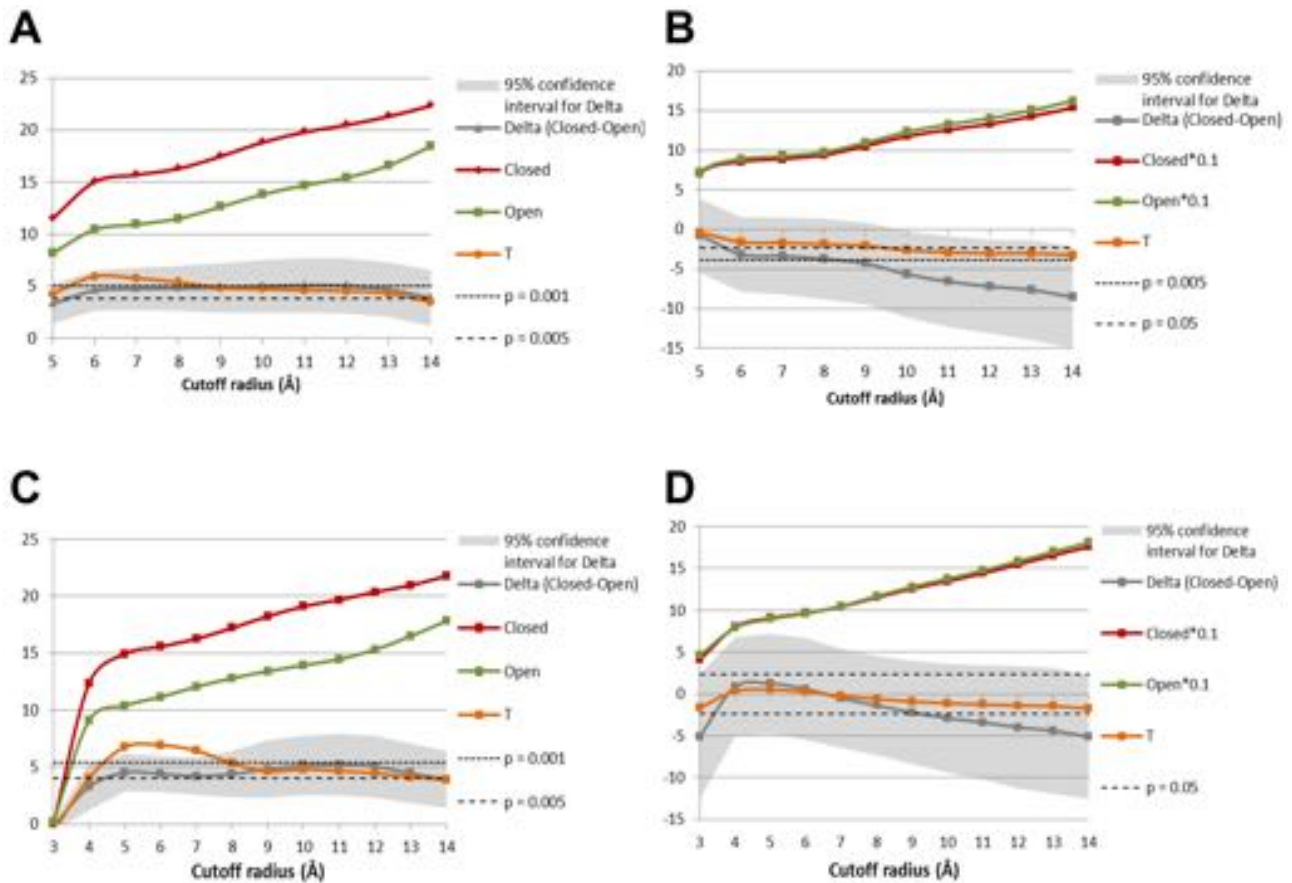 A
25
20
15
10
5
0
5 6 7 8 9 10 11 12 13 14
Cutoff radius (Å)
95% confidence
interval for Delta
Delta (Closed-Open)
Closed
Open
T
p = 0.001
p = 0.005
B
20
15
10
5
0
-5
-10
-15
5 6 7 8 9 10 11 12 13 14
Cutoff radius (Å)
95% confidence
interval for Delta
Delta (Closed-Open)
Closed*0.1
Open*0.1
T
p = 0.005
p = 0.05
C
25
20
15
10
5
0
3 4 5 6 7 8 9 10 11 12 13 14
Cutoff radius (Å)
95% confidence
interval for Delta
Delta (Closed-Open)
Closed
Open
T
p = 0.001
p = 0.005
D
20
15
10
5
0
-5
-10
-15
3 4 5 6 7 8 9 10 11 12 13 14
Cutoff radius (Å)
95% confidence
interval for Delta
Delta (Closed-Open)
Closed*0.1
Open*0.1
T
p = 0.05